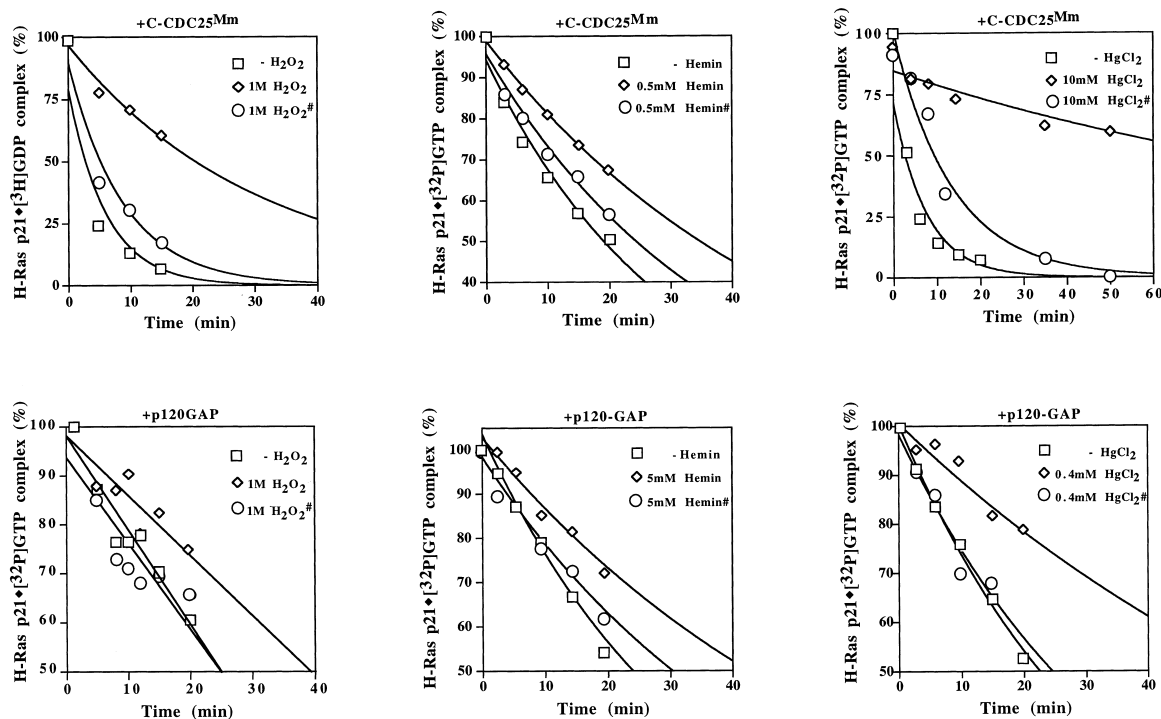 +C-CDC25Mm
H-Ras p21♦[3H]GDP complex (%)
100
75
50
25
0
- H2O2
1M H2O2
1M H2O2#
0 10 20 30 40
Time (min)
+C-CDC25Mm
H-Ras p21♦[32P]GTP complex (%)
100
90
80
70
60
50
40
- Hemin
0.5mM Hemin
0.5mM Hemin#
0 10 20 30 40
Time (min)
+C-CDC25Mm
H-Ras p21♦[32P]GTP complex (%)
100
75
50
25
0
- HgCl2
10mM HgCl2
10mM HgCl2#
0 10 20 30 40 50 60
Time (min)
+p120GAP
H-Ras p21♦[32P]GTP complex (%)
100
90
80
70
60
50
- H2O2
1M H2O2
1M H2O2#
0 10 20 30 40
Time (min)
+p120-GAP
H-Ras p21♦[32P]GTP complex (%)
100
90
80
70
60
50
-Hemin
5mM Hemin
5mM Hemin#
0 10 20 30 40
Time (min)
+p120-GAP
H-Ras p21♦[32P]GTP complex (%)
100
90
80
70
60
50
- HgCl2
0.4mM HgCl2
0.4mM HgCl2#
0 10 20 30 40
Time (min)